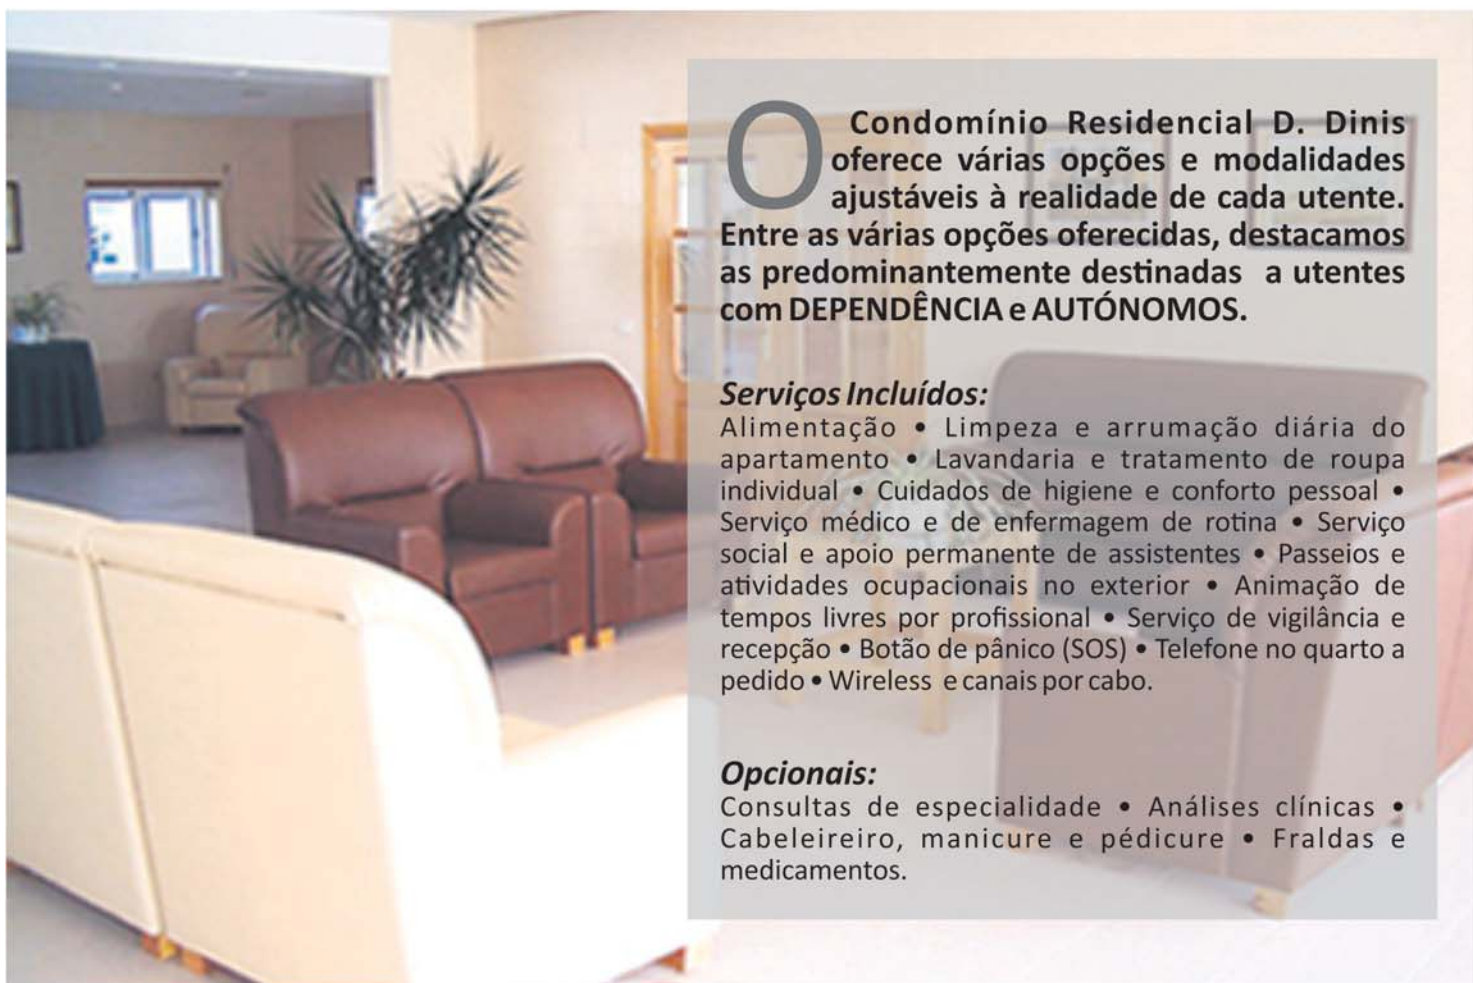 O Condomínio Residencial D. Dinis
oferece várias opções e modalidades
ajustáveis à realidade de cada utente.
Entre as várias opções oferecidas, destacamos
as predominantemente destinadas a utentes
com DEPENDÊNCIA e AUTÓNOMOS.
Serviços Incluídos:
Alimentação • Limpeza e arrumação diária do
apartamento • Lavandaria e tratamento de roupa
individual • Cuidados de higiene e conforto pessoal •
Serviço médico e de enfermagem de rotina • Serviço
social e apoio permanente de assistentes • Passeios e
atividades ocupacionais no exterior • Animação de
tempos livres por profissional • Serviço de vigilância e
recepção • Botão de pânico (SOS) • Telefone no quarto a
pedido • Wireless e canais por cabo.
Opcionais:
Consultas de especialidade • Análises clínicas •
Cabeleireiro, manicure e pédicure • Fraldas e
medicamentos.